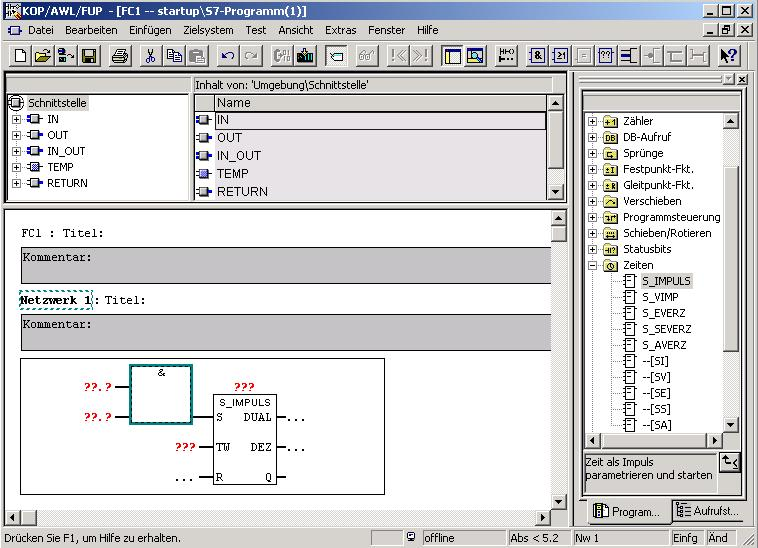 KOP/AWL/FUP - [FC1 -- startup\S7-Programm(1)]
Datei Bearbeiten Einfügen Zielsystem Test Ansicht Extras Fenster Hilfe
Inhalt von: 'Umgebung\Schnittstelle'
Schnittstelle
IN
OUT
IN_OUT
TEMP
RETURN
Name
IN
OUT
IN_OUT
TEMP
RETURN
FC1 : Titel:
Kommentar:
Netzwerk 1: Titel:
Kommentar:
&
??.?
??.?
???
S_IMPULS
S DUAL ...
??? TW DEZ ...
... R Q
Zähler
DB-Aufruf
Sprünge
Festpunkt-Fkt.
Gleitpunkt-Fkt.
Verschieben
Programmsteuerung
Schieben/Rotieren
Statusbits
Zeiten
S_IMPULS
S_VIMP
S_EVERZ
S_SEVERZ
S_AVERZ
--[SI]
--[SV]
--[SE]
--[SS]
--[SA]
Zeit als Impuls
parametrieren und starten
Program... Aufrufst...
Drücken Sie F1, um Hilfe zu erhalten.
offline
Abs < 5.2
Nw 1
Einfg
Änd